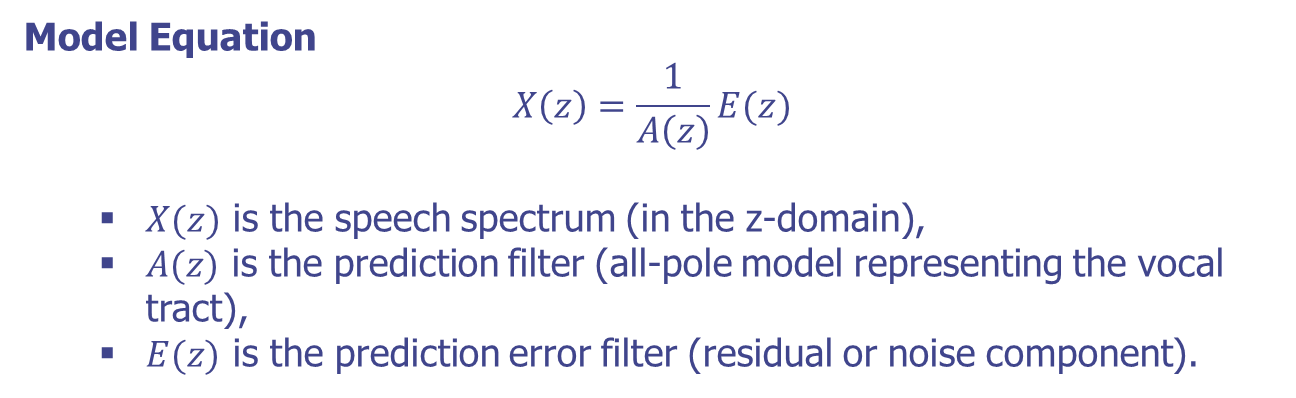 Model Equation
X(z) = 1/A(z) E(z)
▪ X(z) is the speech spectrum (in the z-domain),
▪ A(z) is the prediction filter (all-pole model representing the vocal
tract),
▪ E(z) is the prediction error filter (residual or noise component).